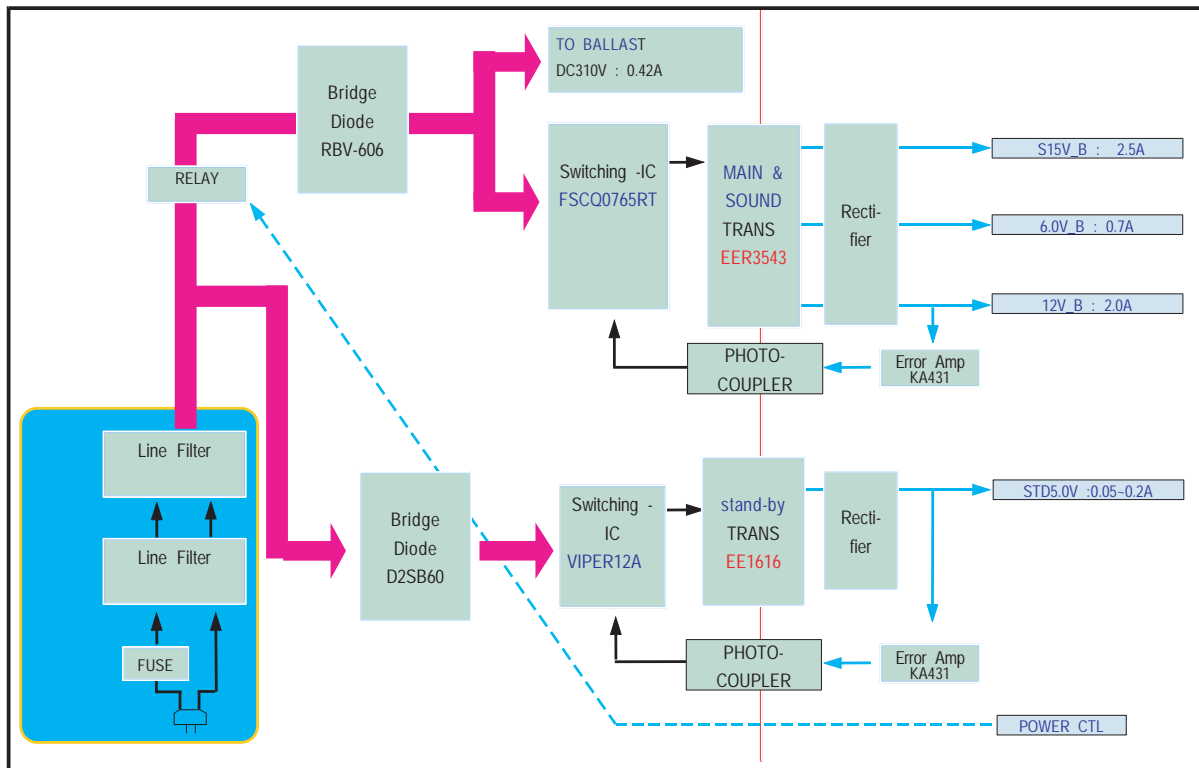 TO BALLAST
DC310V : 0.42A
Bridge
Diode
RBV-606
RELAY
Switching -IC
FSCQ0765RT
MAIN &
SOUND
TRANS
EER3543
Recti-
fier
S15V_B : 2.5A
6.0V_B : 0.7A
12V_B : 2.0A
PHOTO-
COUPLER
Error Amp
KA431
Line Filter
Line Filter
FUSE
Bridge
Diode
D2SB60
Switching -
IC
VIPER12A
stand-by
TRANS
EE1616
Recti-
fier
STD5.0V :0.05~0.2A
PHOTO-
COUPLER
Error Amp
KA431
POWER CTL